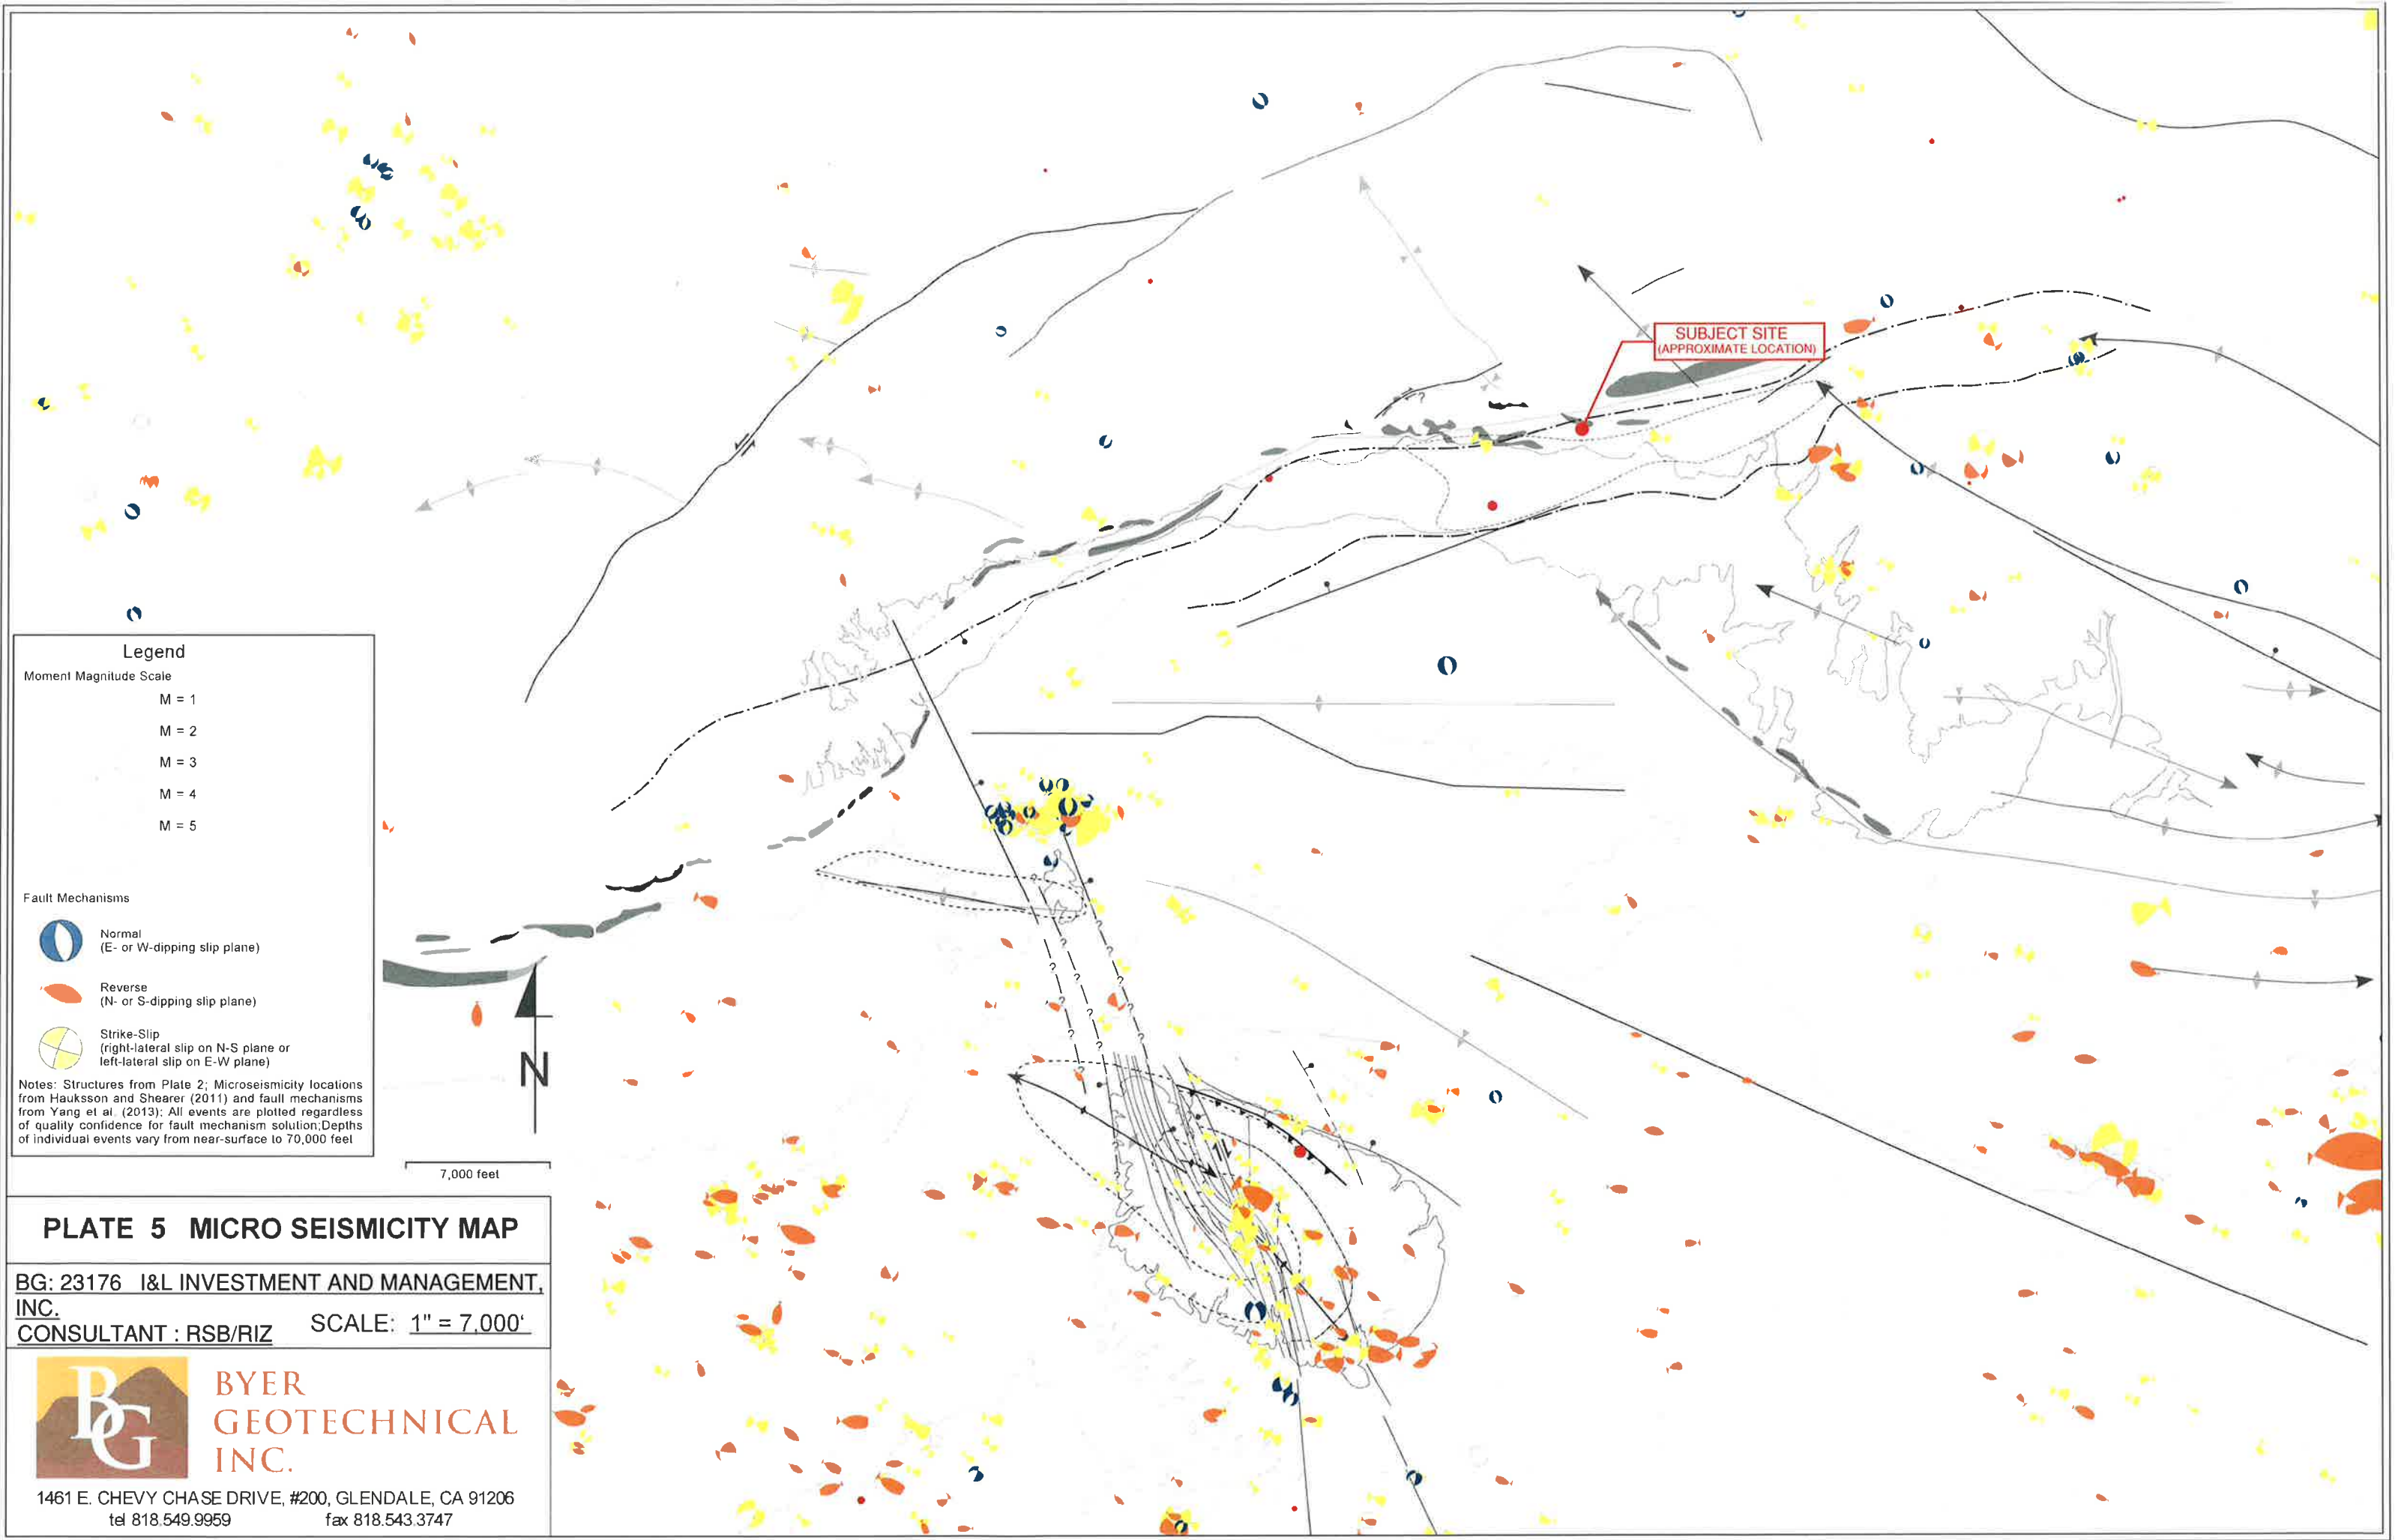 SUBJECT SITE
(APPROXIMATE LOCATION)
Legend
Moment Magnitude Scale
M = 1
M = 2
M = 3
M = 4
M = 5
Fault Mechanisms
Normal
(E- or W-dipping slip plane)
Reverse
(N- or S-dipping slip plane)
Strike-Slip
(right-lateral slip on N-S plane or
left-lateral slip on E-W plane)
Notes: Structures from Plate 2; Microseismicity locations
from Hauksson and Shearer (2011) and fault mechanisms
from Yang et al. (2013); All events are plotted regardless
of quality confidence for fault mechanism solution;Depths
of individual events vary from near-surface to 70,000 feet
N
7,000 feet
PLATE 5 MICRO SEISMICITY MAP
BG: 23176 I&L INVESTMENT AND MANAGEMENT,
INC.
CONSULTANT : RSB/RIZ SCALE: 1" = 7,000'
BG
BYER
GEOTECHNICAL
INC.
1461 E. CHEVY CHASE DRIVE, #200, GLENDALE, CA 91206
tel 818.549.9959 fax 818.543.3747
?
?
?
?
?
?
?
?
?
?
?
?
?
?